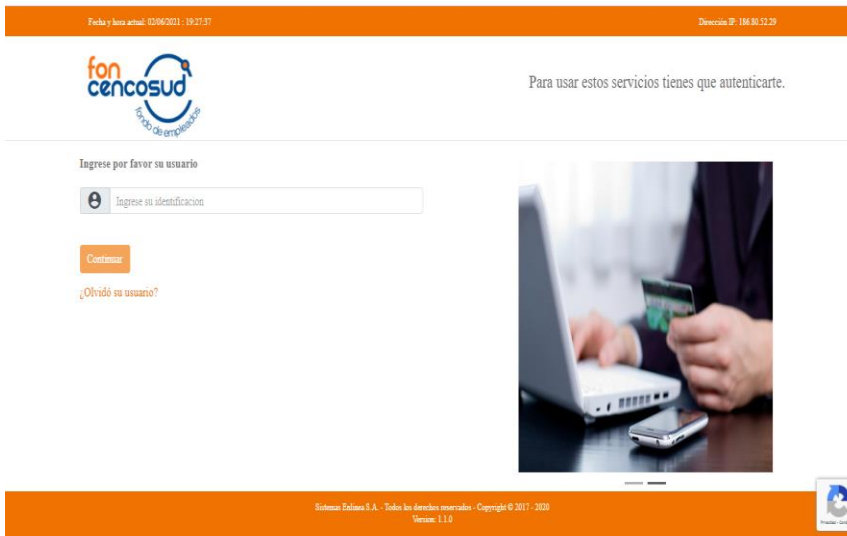 Fecha y hora actual: 02/06/2021 : 19:27:37
Dirección IP: 186.80.52.29
fon
cencosud
fondo de empleados
Para usar estos servicios tienes que autenticarte.
Ingrese por favor su usuario
Ingrese su identificacion
Continuar
¿Olvidó su usuario?
Sistemas Enlinea S.A. - Todos los derechos reservados - Copyright © 2017 - 2020
Version: 1.1.0